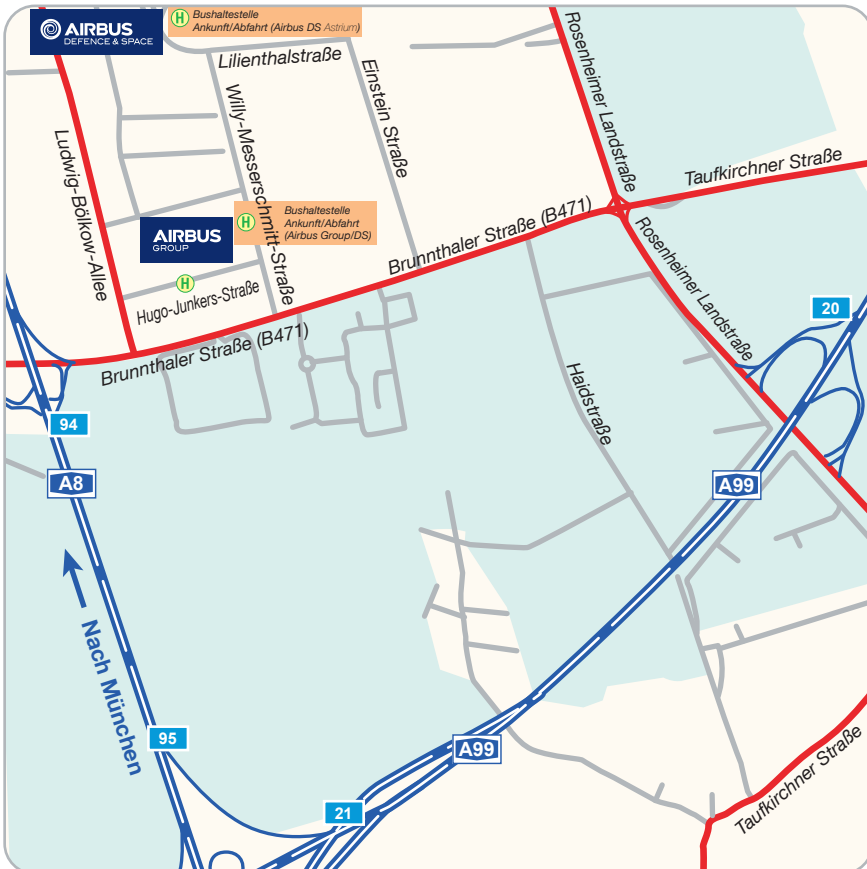 AIRBUS
DEFENCE & SPACE
H
Bushaltestelle
Ankunft/Abfahrt (Airbus DS Astrium)
Lilienthalstraße
Rosenheimer Landstraße
Einstein Straße
Willy-Messerschmitt-Straße
Ludwig-Bölkow-Allee
Taufkirchner Straße
AIRBUS
GROUP
H
Bushaltestelle
Ankunft/Abfahrt
(Airbus Group/DS)
Brunnthaler Straße (B471)
H
Hugo-Junkers-Straße
Rosenheimer Landstraße
20
Brunnthaler Straße (B471)
Haidstraße
94
A8
A99
Nach München
95
A99
21
Taufkirchner Straße